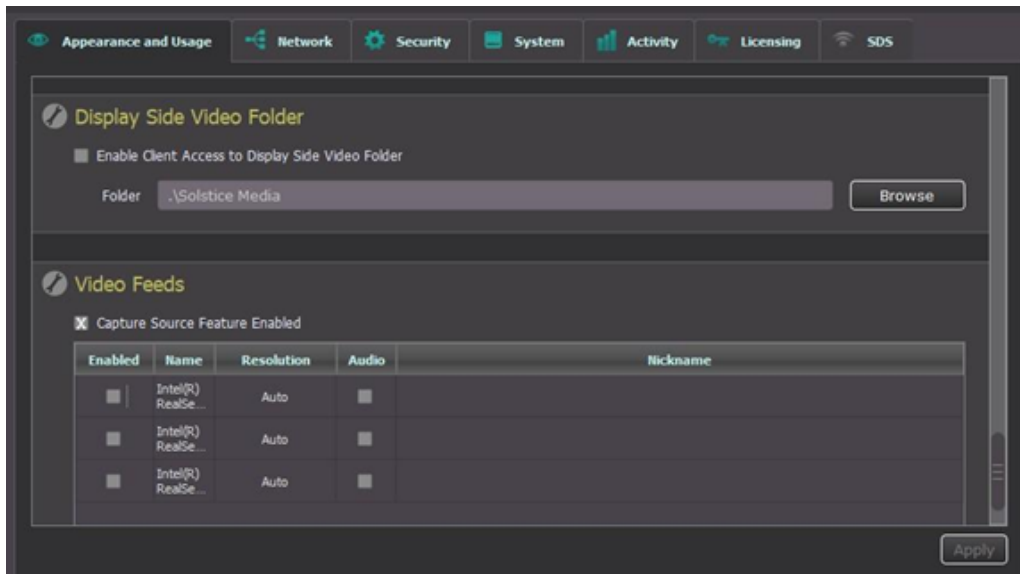 Appearance and Usage Network Security System Activity Licensing SDS
Display Side Video Folder
Enable Client Access to Display Side Video Folder
Folder .\Solstice Media Browse
Video Feeds
X Capture Source Feature Enabled
Enabled Name Resolution Audio Nickname
Intel(R) RealSe... Auto
Intel(R) RealSe... Auto
Intel(R) RealSe... Auto
Apply